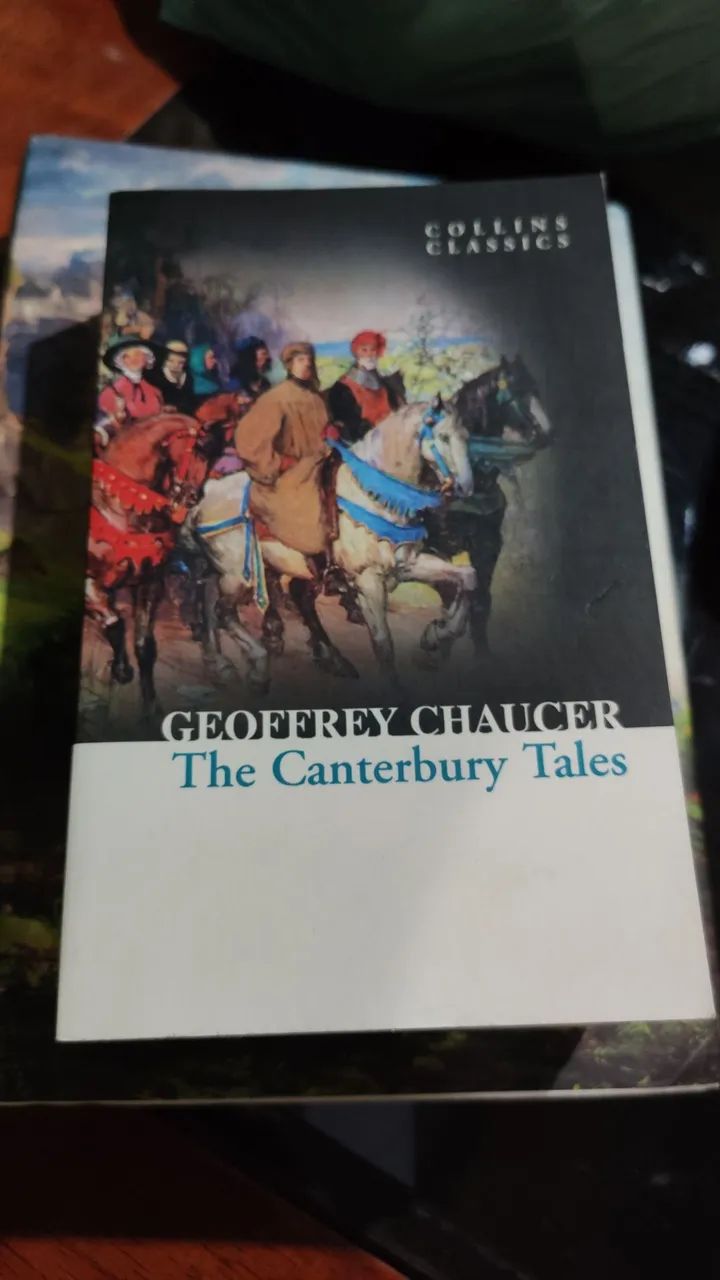 COLLINS
CLASSICS
GEOFFREY CHAUCER
The Canterbury Tales